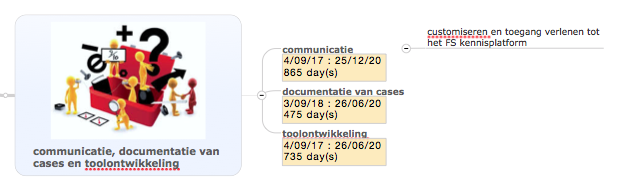 communicatie, documentatie van
cases en toolontwikkeling
communicatie
4/09/17 : 25/12/20
865 day(s)
documentatie van cases
3/09/18 : 26/06/20
475 day(s)
toolontwikkeling
4/09/17 : 26/06/20
735 day(s)
customiseren en toegang verlenen tot
het FS kennisplatform